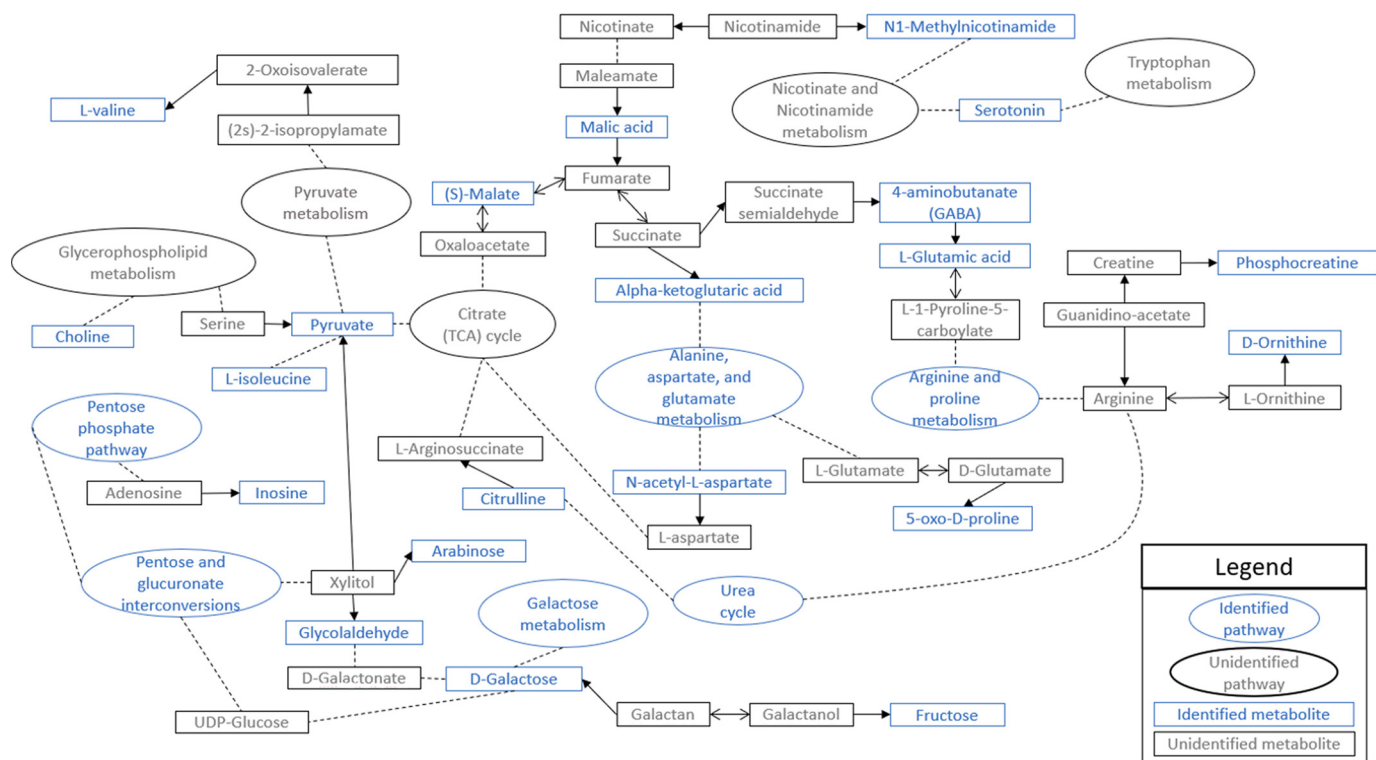 Nicotinate
Nicotinamide
N1-Methylnicotinamide
2-Oxoisovalerate
Maleamate
Tryptophan
metabolism
L-valine
Nicotinate and
Nicotinamide
metabolism
Serotonin
(2s)-2-isopropylamate
Malic acid
Pyruvate
metabolism
(S)-Malate
Fumarate
Succinate
semialdehyde
4-aminobutanate
(GABA)
Oxaloacetate
Succinate
Glycerophospholipid
metabolism
L-Glutamic acid
Creatine
Phosphocreatine
Alpha-ketoglutaric acid
Choline
Serine
Pyruvate
Citrate
(TCA) cycle
L-1-Pyroline-5-
carboylate
Guanidino-acetate
D-Ornithine
L-isoleucine
Alanine,
aspartate, and
glutamate
metabolism
Arginine and
proline
metabolism
Arginine
L-Ornithine
Pentose
phosphate
pathway
L-Arginosuccinate
L-Glutamate
D-Glutamate
Adenosine
Inosine
Citrulline
N-acetyl-L-aspartate
5-oxo-D-proline
L-aspartate
Arabinose
Pentose and
glucuronate
interconversions
Xylitol
Urea
cycle
Galactose
metabolism
Glycolaldehyde
D-Galactonate
D-Galactose
UDP-Glucose
Galactan
Galactanol
Fructose
Legend
Identified
pathway
Unidentified
pathway
Identified metabolite
Unidentified metabolite